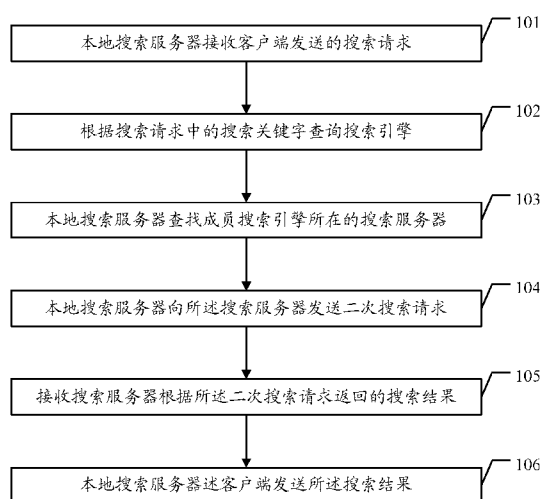 101
本地搜索服务器接收客户端发送的搜索请求
102
根据搜索请求中的搜索关键字查询搜索引擎
103
本地搜索服务器查找成员搜索引擎所在的搜索服务器
104
本地搜索服务器向所述搜索服务器发送二次搜索请求
105
接收搜索服务器根据所述二次搜索请求返回的搜索结果
106
本地搜索服务器述客户端发送所述搜索结果